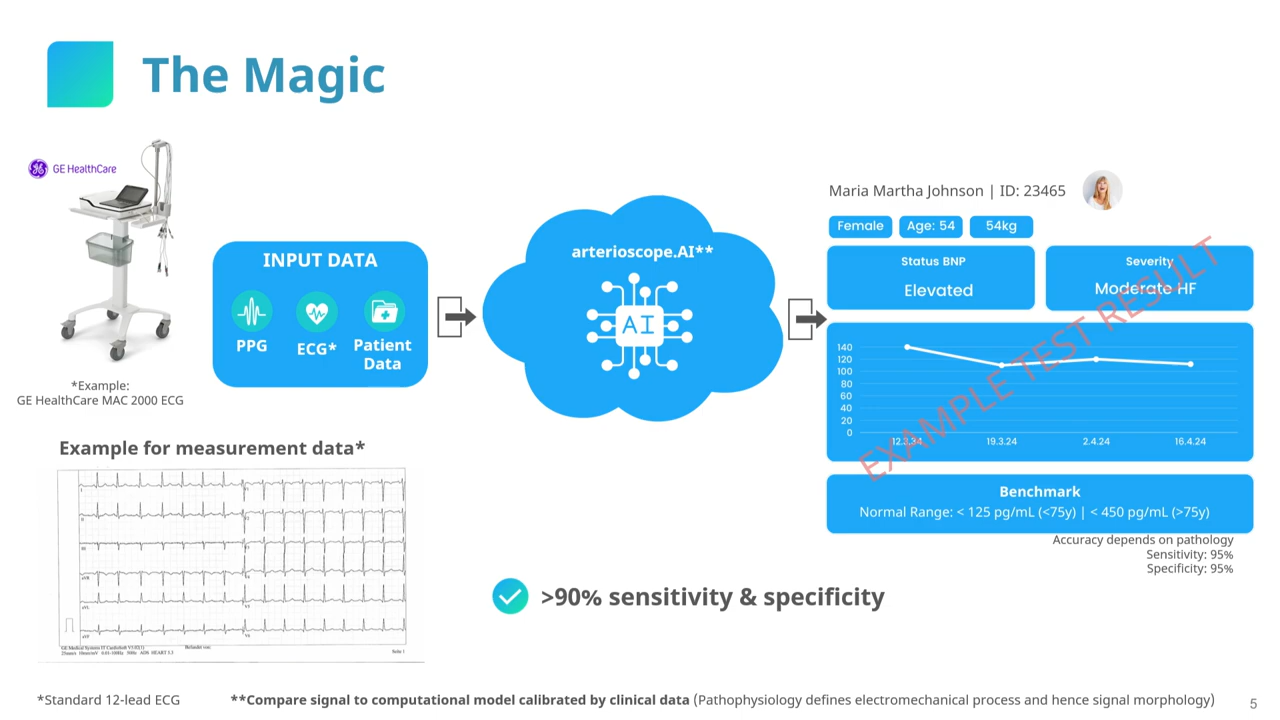 The Magic
GE HealthCare
*Example:
GE HealthCare MAC 2000 ECG
INPUT DATA
PPG
ECG*
Patient
Data
arterioscope.AI**
AI
Maria Martha Johnson | ID: 23465
Female
Age: 54
54kg
Status BNP
Elevated
Severity
Moderate HF
140
120
100
80
60
40
20
0
19.3.24
2.4.24
16.4.24
EXAMPLE TEST RESULT
Benchmark
Normal Range: < 125 pg/mL (<75y) | < 450 pg/mL (>75y)
Accuracy depends on pathology
Sensitivity: 95%
Specificity: 95%
Example for measurement data*
I
II
III
aVR
aVL
aVF
>90% sensitivity & specificity
*Standard 12-lead ECG
**Compare signal to computational model calibrated by clinical data (Pathophysiology defines electromechanical process and hence signal morphology)
5